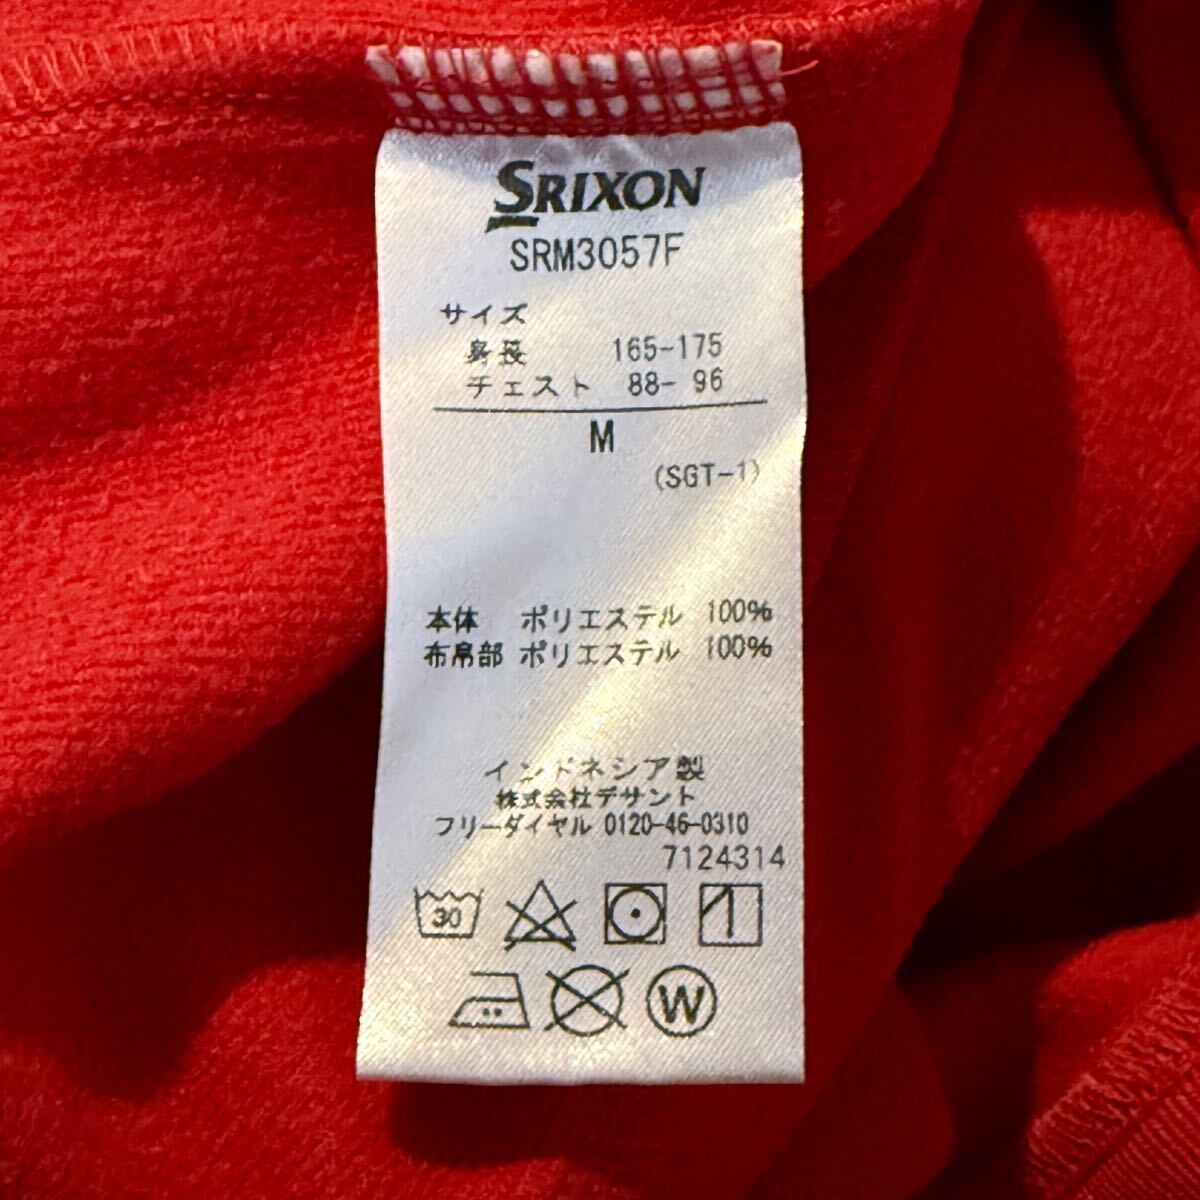 SRIXON
SRM3057F
サイズ
身長 165-175
チェスト 88- 96
M
(SGT-1)
本体 ポリエステル 100%
布帛部 ポリエステル 100%
インドネシア製
株式会社デサント
フリーダイヤル 0120-46-0310
7124314
30
W